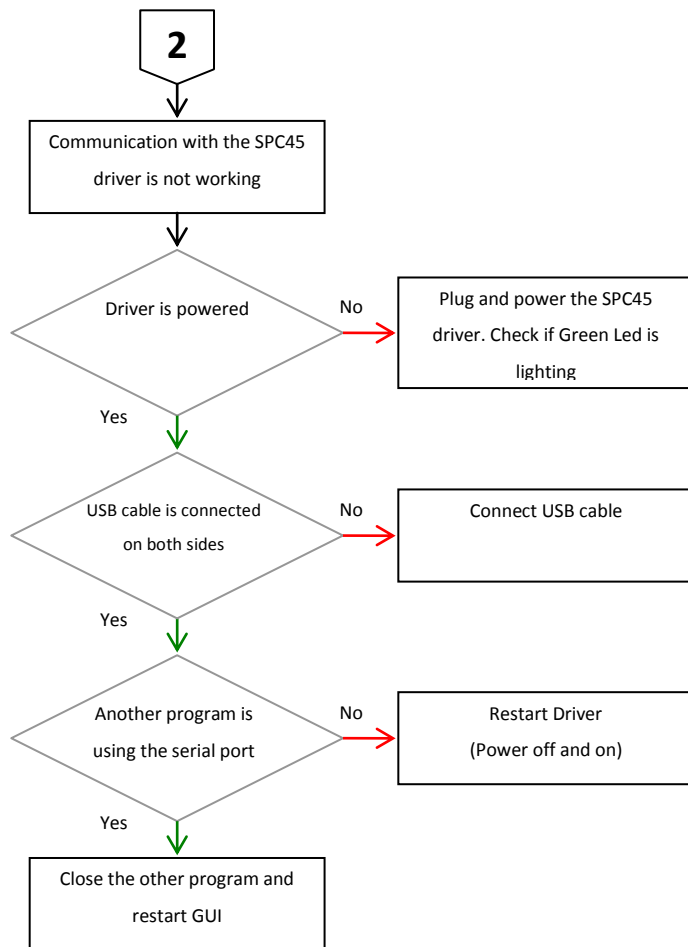 2
Communication with the SPC45
driver is not working
Driver is powered
No
Plug and power the SPC45
driver. Check if Green Led is
lighting
Yes
USB cable is connected
on both sides
No
Connect USB cable
Yes
Another program is
using the serial port
No
Restart Driver
(Power off and on)
Yes
Close the other program and
restart GUI